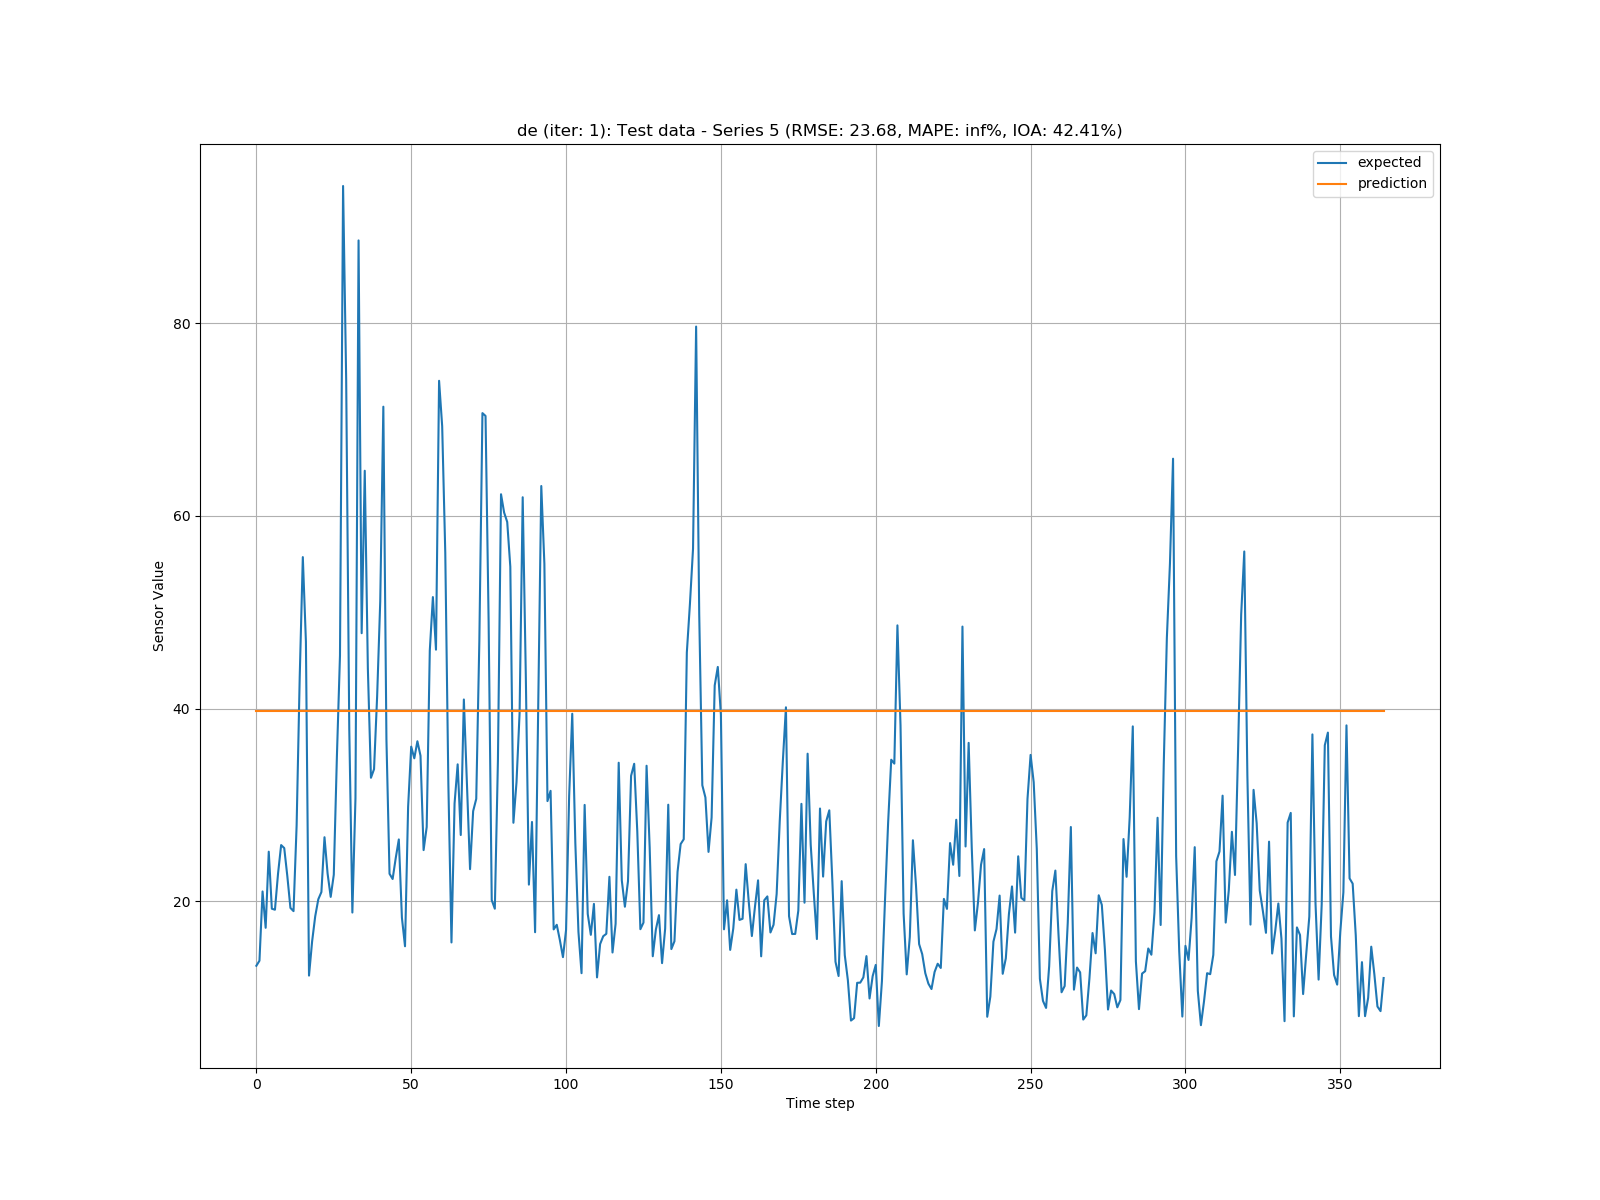 de (iter: 1): Test data - Series 5 (RMSE: 23.68, MAPE: inf%, IOA: 42.41%)
expected
prediction
80
60
40
20
Sensor Value
0 50 100 150 200 250 300 350
Time step